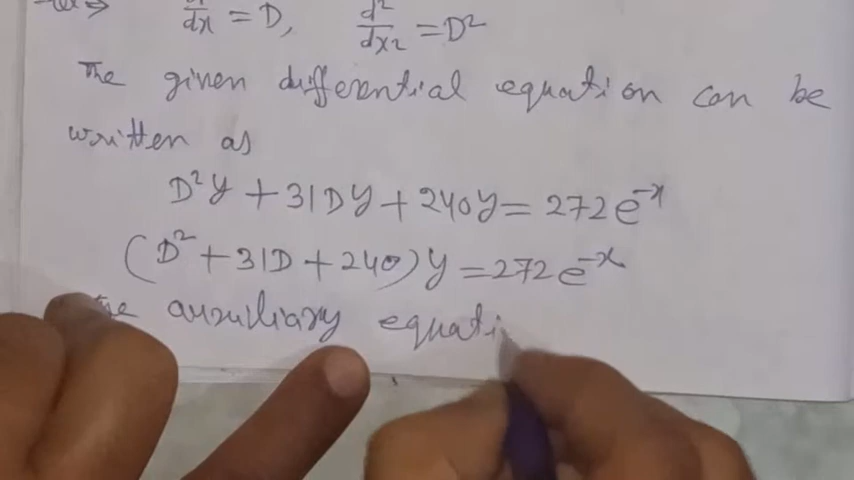 d/dx = D, d²/dx² = D²
The given differential equation can be
written as
D²y + 31Dy + 240y = 272e⁻ˣ
(D² + 31D + 240)y = 272e⁻ˣ
The auxiliary equati